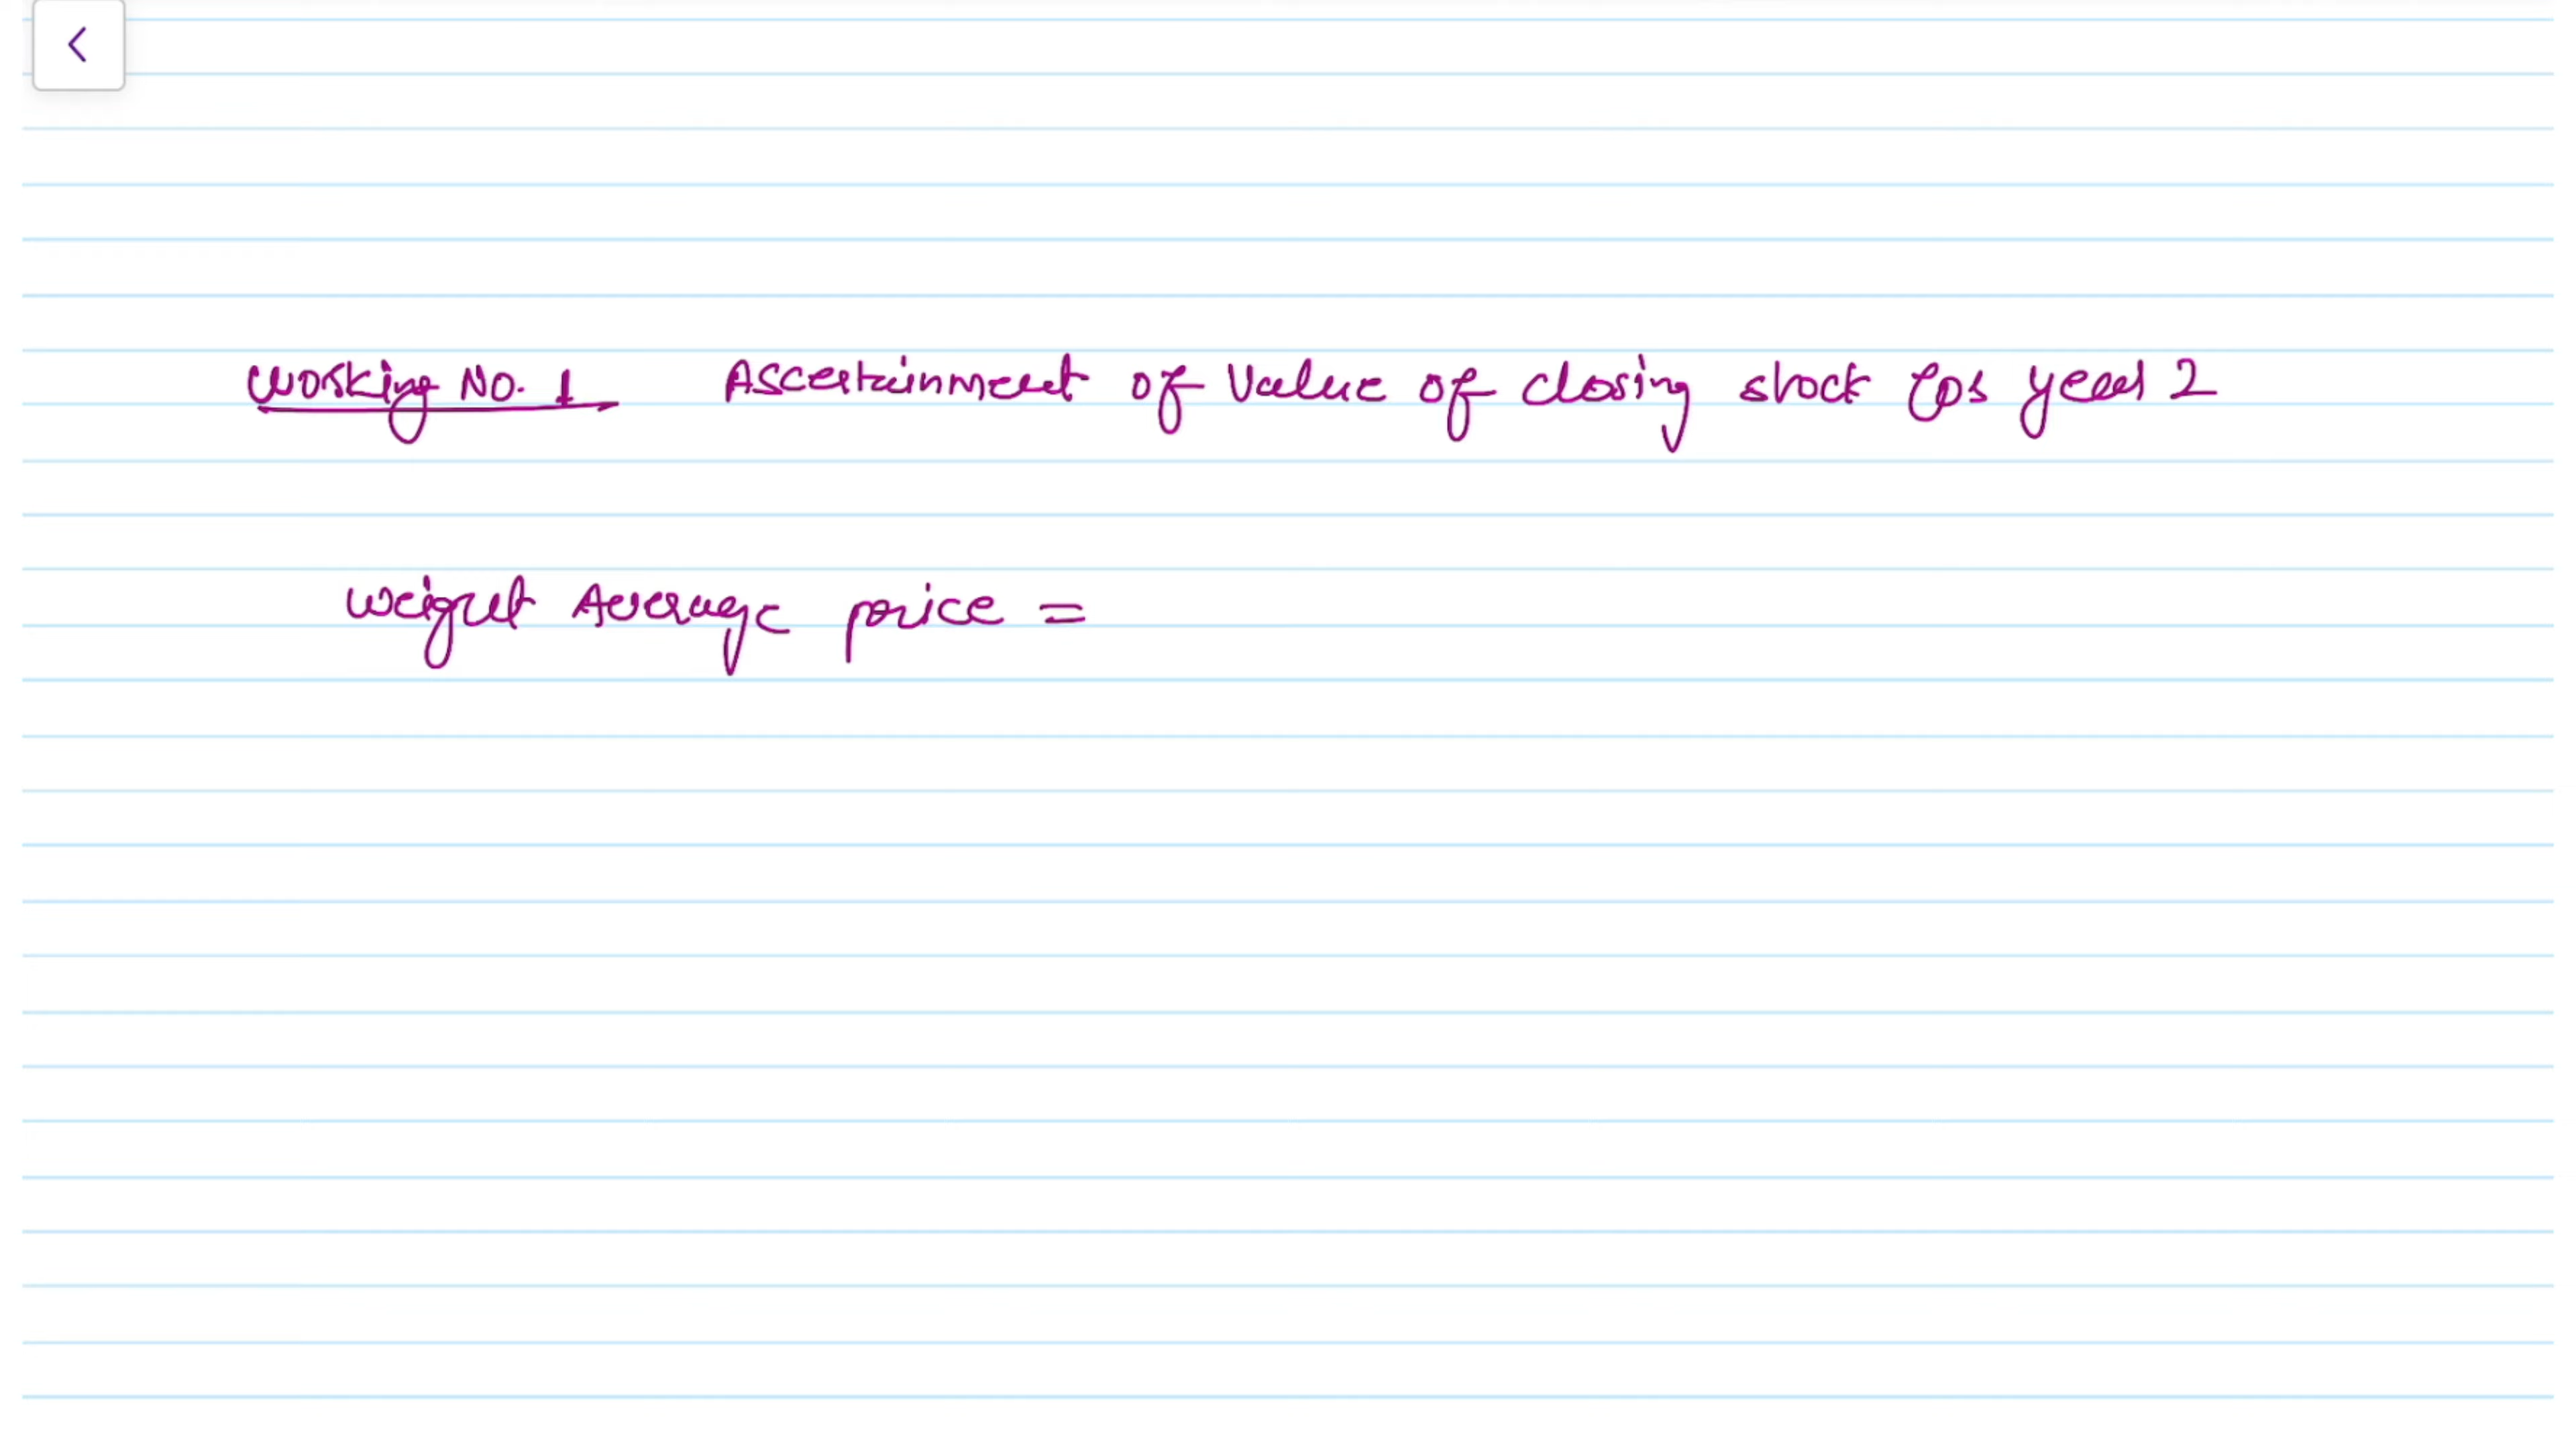 Working No. 1 Ascertainment of Value of closing stock for year 2
Weight Average price =